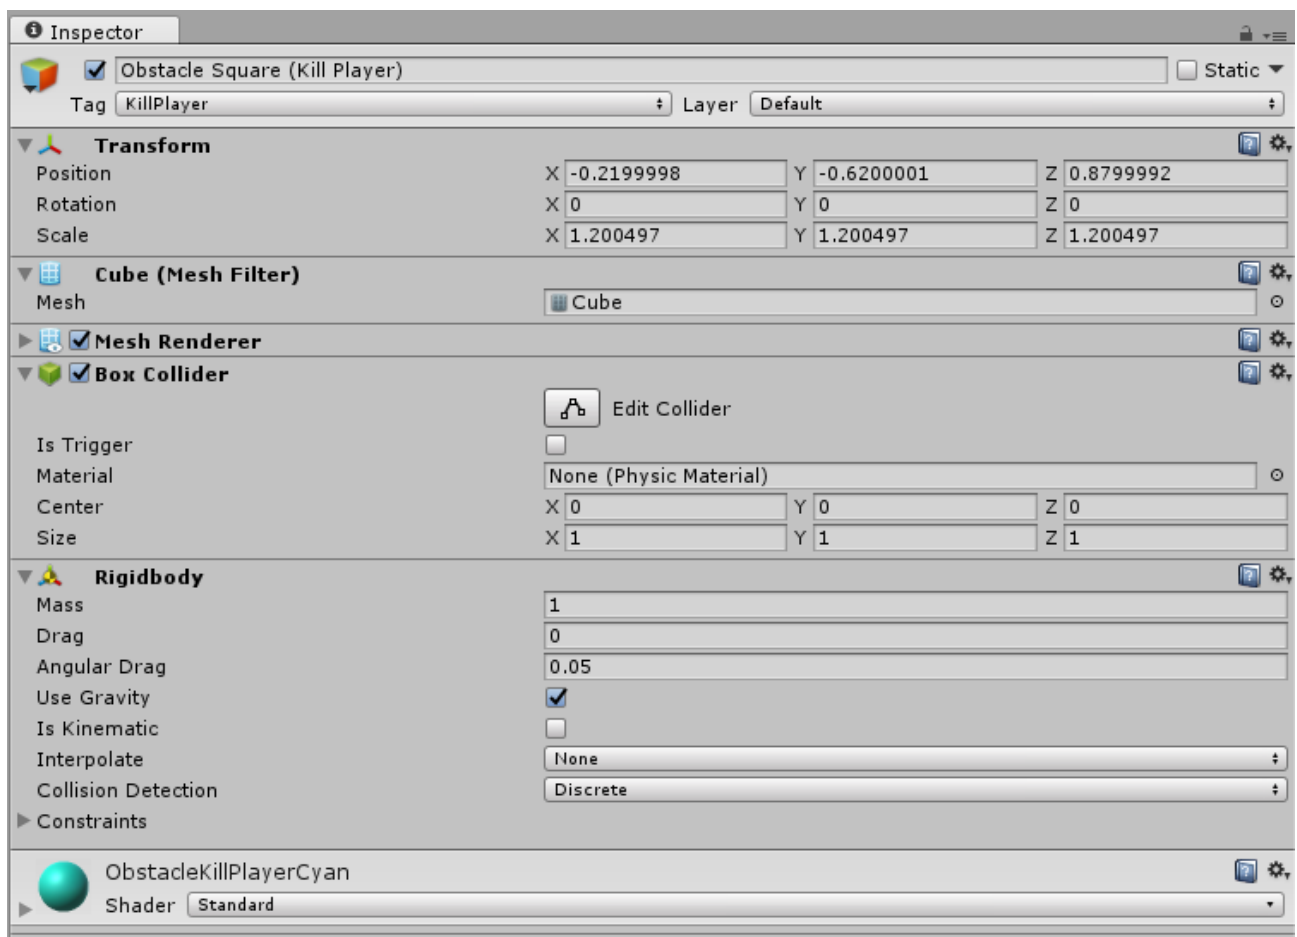 Inspector
Obstacle Square (Kill Player) Static
Tag KillPlayer Layer Default
Transform
Position X -0.2199998 Y -0.6200001 Z 0.8799992
Rotation X 0 Y 0 Z 0
Scale X 1.200497 Y 1.200497 Z 1.200497
Cube (Mesh Filter)
Mesh Cube
Mesh Renderer
Box Collider
Edit Collider
Is Trigger
Material None (Physic Material)
Center X 0 Y 0 Z 0
Size X 1 Y 1 Z 1
Rigidbody
Mass 1
Drag 0
Angular Drag 0.05
Use Gravity
Is Kinematic
Interpolate None
Collision Detection Discrete
Constraints
ObstacleKillPlayerCyan
Shader Standard